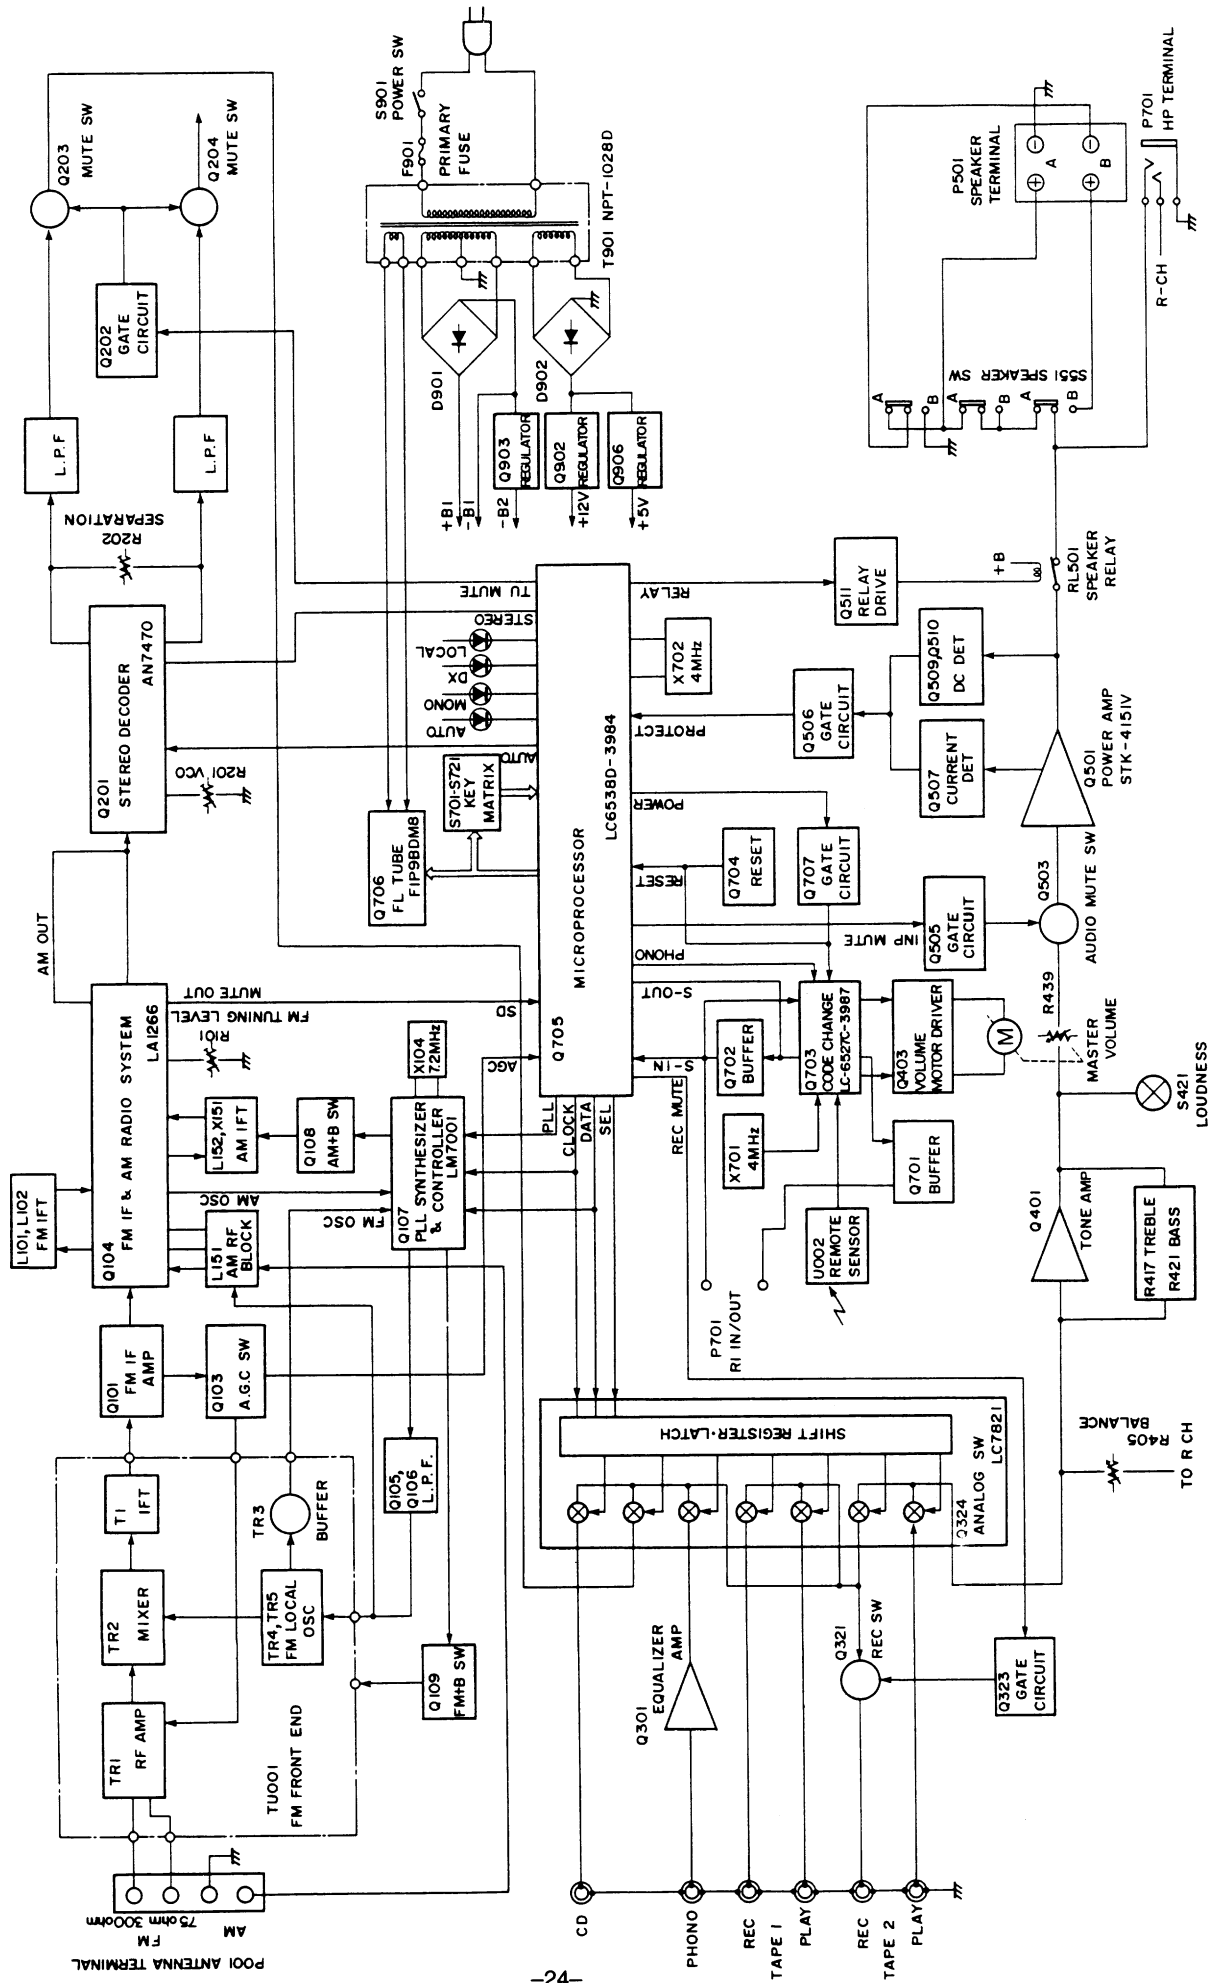 P001 ANTENNA TERMINAL
FM
300ohm
75ohm
AM
TU001
FM FRONT END
TR1
RF AMP
TR2
MIXER
T1
IFT
TR4, TR5
FM LOCAL
OSC
TR3
BUFFER
Q101
FM IF
AMP
Q103
A.G.C SW
Q105,
Q106
L.P.F.
Q109
FM+B SW
L101, L102
FM IFT
Q104
FM IF & AM RADIO SYSTEM
LA1266
L151
AM RF
BLOCK
L152, X151
AM IFT
Q108
AM+B SW
AM OSC
FM OSC
Q107
PLL SYNTHESIZER
& CONTROLLER
LM7001
X104
7.2MHz
R101
FM TUNING LEVEL
MUTE OUT
AM OUT
Q201
STEREO DECODER
AN7470
R201 VCO
R202
SEPARATION
L.P.F
L.P.F
Q202
GATE
CIRCUIT
Q203
MUTE SW
Q204
MUTE SW
S901
POWER SW
F901
PRIMARY
FUSE
T901 NPT-1028D
D901
D902
Q903
REGULATOR
Q902
REGULATOR
Q906
REGULATOR
+B1
-B1
-B2
+12V
+5V
Q706
FL TUBE
FIP9BDM8
S701-S721
KEY
MATRIX
AUTO
MONO
DX
LOCAL
AUTO
STEREO
TU MUTE
SD
AGC
PLL
CLOCK
DATA
SEL
Q705
MICROPROCESSOR
LC6538D-3984
REC MUTE
S-IN
S-OUT
PHONO
INP MUTE
RESET
POWER
PROTECT
RELAY
X702
4MHz
Q704
RESET
Q707
GATE
CIRCUIT
Q702
BUFFER
Q703
CODE CHANGE
LC-6527C-3987
X701
4MHz
Q403
VOLUME
MOTOR DRIVER
M
Q701
BUFFER
U002
REMOTE
SENSOR
P701
RI IN/OUT
Q505
GATE
CIRCUIT
Q506
GATE
CIRCUIT
Q507
CURRENT
DET
Q509,Q510
DC DET
Q511
RELAY
DRIVE
+B
RL501
SPEAKER
RELAY
Q501
POWER AMP
STK-4151V
Q503
AUDIO MUTE SW
R439
MASTER
VOLUME
S421
LOUDNESS
Q401
TONE AMP
R417 TREBLE
R421 BASS
R405
BALANCE
TO R CH
SHIFT REGISTER·LATCH
Q324
ANALOG SW
LC7821
Q301
EQUALIZER
AMP
Q321
REC SW
Q323
GATE
CIRCUIT
CD
PHONO
REC
TAPE 1
PLAY
REC
TAPE 2
PLAY
S551 SPEAKER
SW
A
B
A
B
A
B
P501
SPEAKER
TERMINAL
A
B
P701
HP TERMINAL
R-CH
-24-